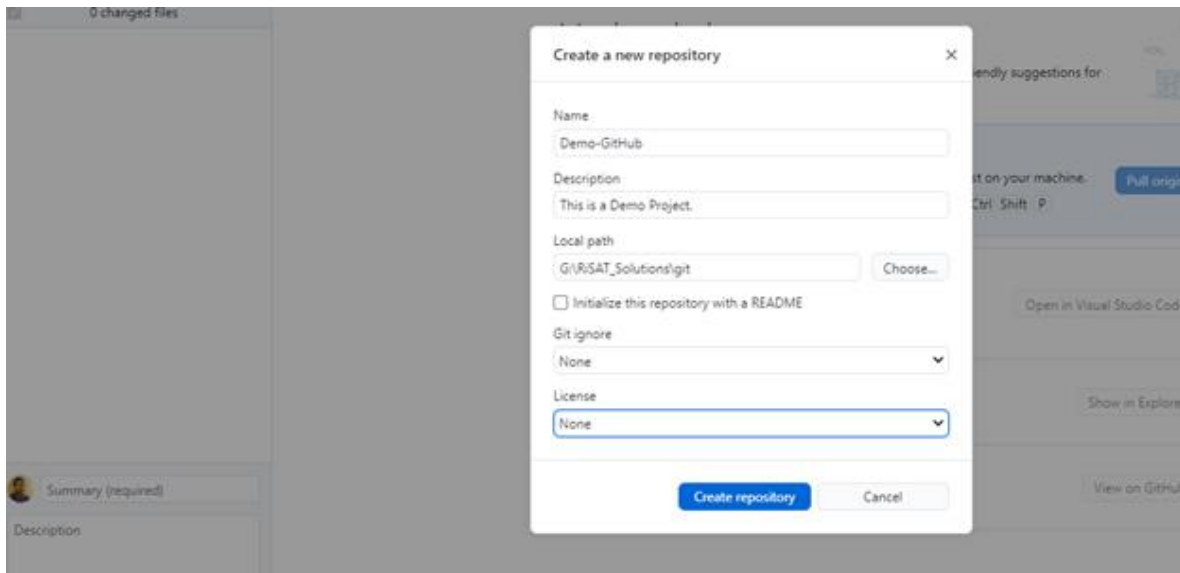 0 changed files
Create a new repository
endly suggestions for
Name
Demo-GitHub
Description
This is a Demo Project.
st on your machine.
Pull origi
Ctrl Shift P
Local path
G:\RiSAT_Solutions\git
Choose...
Initialize this repository with a README
Open in Visual Studio Cod
Git ignore
None
License
Show in Explore
None
Summary (required)
Create repository
Cancel
View on GitHu
Description